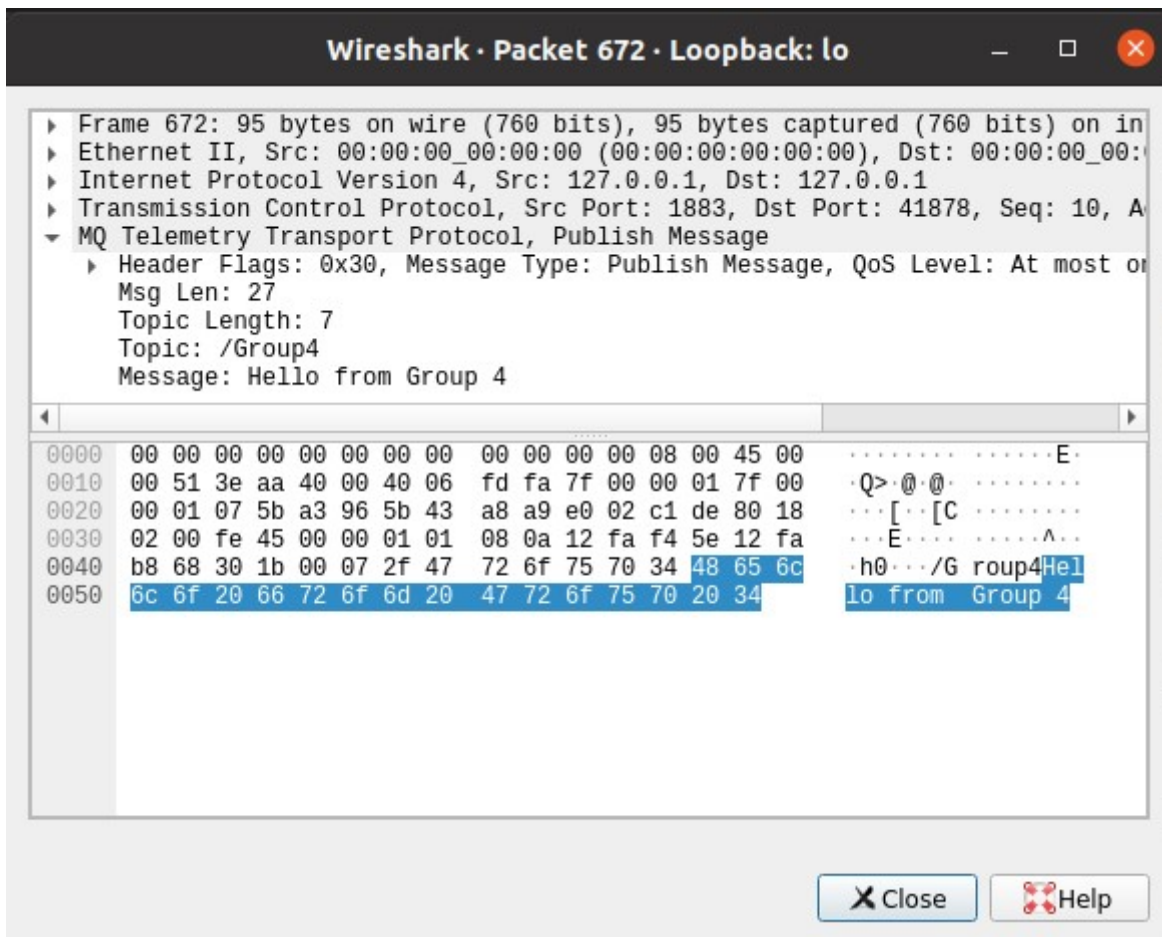 Wireshark · Packet 672 · Loopback: lo
Frame 672: 95 bytes on wire (760 bits), 95 bytes captured (760 bits) on in
Ethernet II, Src: 00:00:00_00:00:00 (00:00:00:00:00:00), Dst: 00:00:00_00:
Internet Protocol Version 4, Src: 127.0.0.1, Dst: 127.0.0.1
Transmission Control Protocol, Src Port: 1883, Dst Port: 41878, Seq: 10, A
MQ Telemetry Transport Protocol, Publish Message
Header Flags: 0x30, Message Type: Publish Message, QoS Level: At most or
Msg Len: 27
Topic Length: 7
Topic: /Group4
Message: Hello from Group 4
0000 00 00 00 00 00 00 00 00 00 00 00 00 08 00 45 00 ········ ······E·
0010 00 51 3e aa 40 00 40 06 fd fa 7f 00 00 01 7f 00 ·Q>·@·@· ········
0020 00 01 07 5b a3 96 5b 43 a8 a9 e0 02 c1 de 80 18 ···[··[C ········
0030 02 00 fe 45 00 00 01 01 08 0a 12 fa f4 5e 12 fa ···E···· ·····^··
0040 b8 68 30 1b 00 07 2f 47 72 6f 75 70 34 48 65 6c ·h0···/G roup4Hel
0050 6c 6f 20 66 72 6f 6d 20 47 72 6f 75 70 20 34 lo from Group 4
Close Help